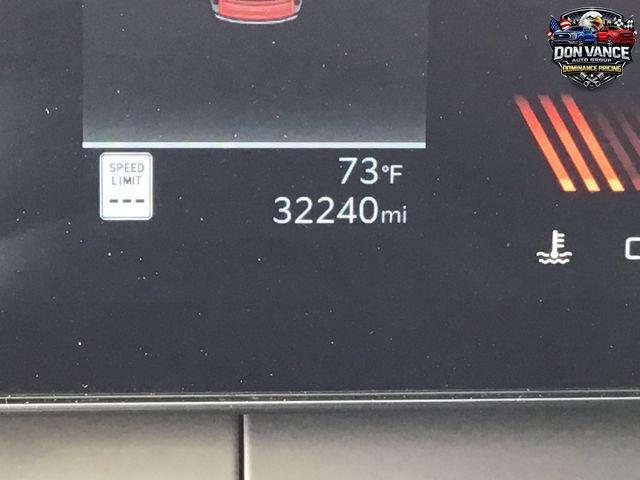 DON VANCE
AUTO GROUP
DOMINANCE PRICING
SPEED
LIMIT
---
73°F
32240mi